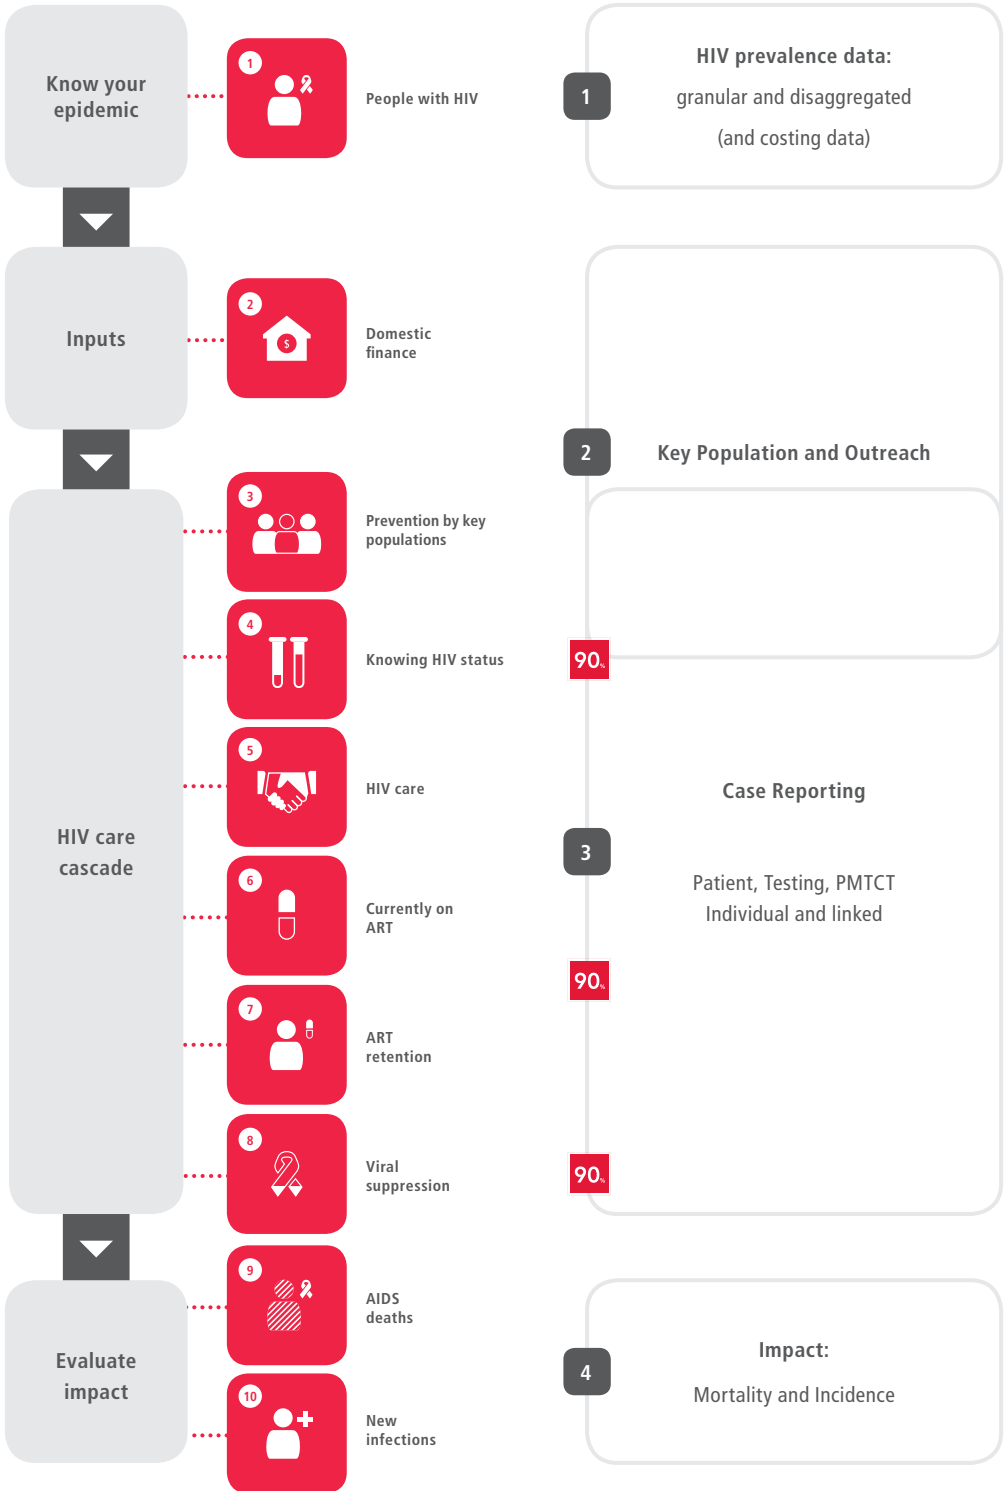 Know your
epidemic
1
People with HIV
1
HIV prevalence data:
granular and disaggregated
(and costing data)
Inputs
2
$
Domestic
finance
2
Key Population and Outreach
HIV care
cascade
3
Prevention by key
populations
4
Knowing HIV status
90%
5
HIV care
Case Reporting
3
Patient, Testing, PMTCT
Individual and linked
6
Currently on
ART
90%
7
ART
retention
8
Viral
suppression
90%
Evaluate
impact
9
AIDS
deaths
10
New
infections
4
Impact:
Mortality and Incidence